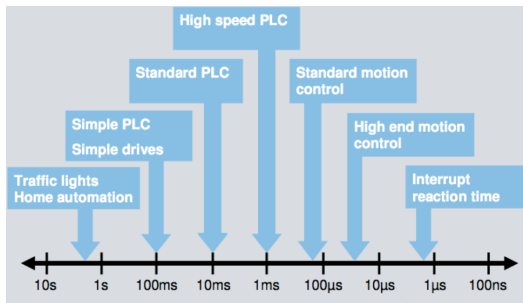 High speed PLC
Standard PLC
Standard motion
control
Simple PLC
Simple drives
High end motion
control
Traffic lights
Home automation
Interrupt
reaction time
10s 1s 100ms 10ms 1ms 100µs 10µs 1µs 100ns